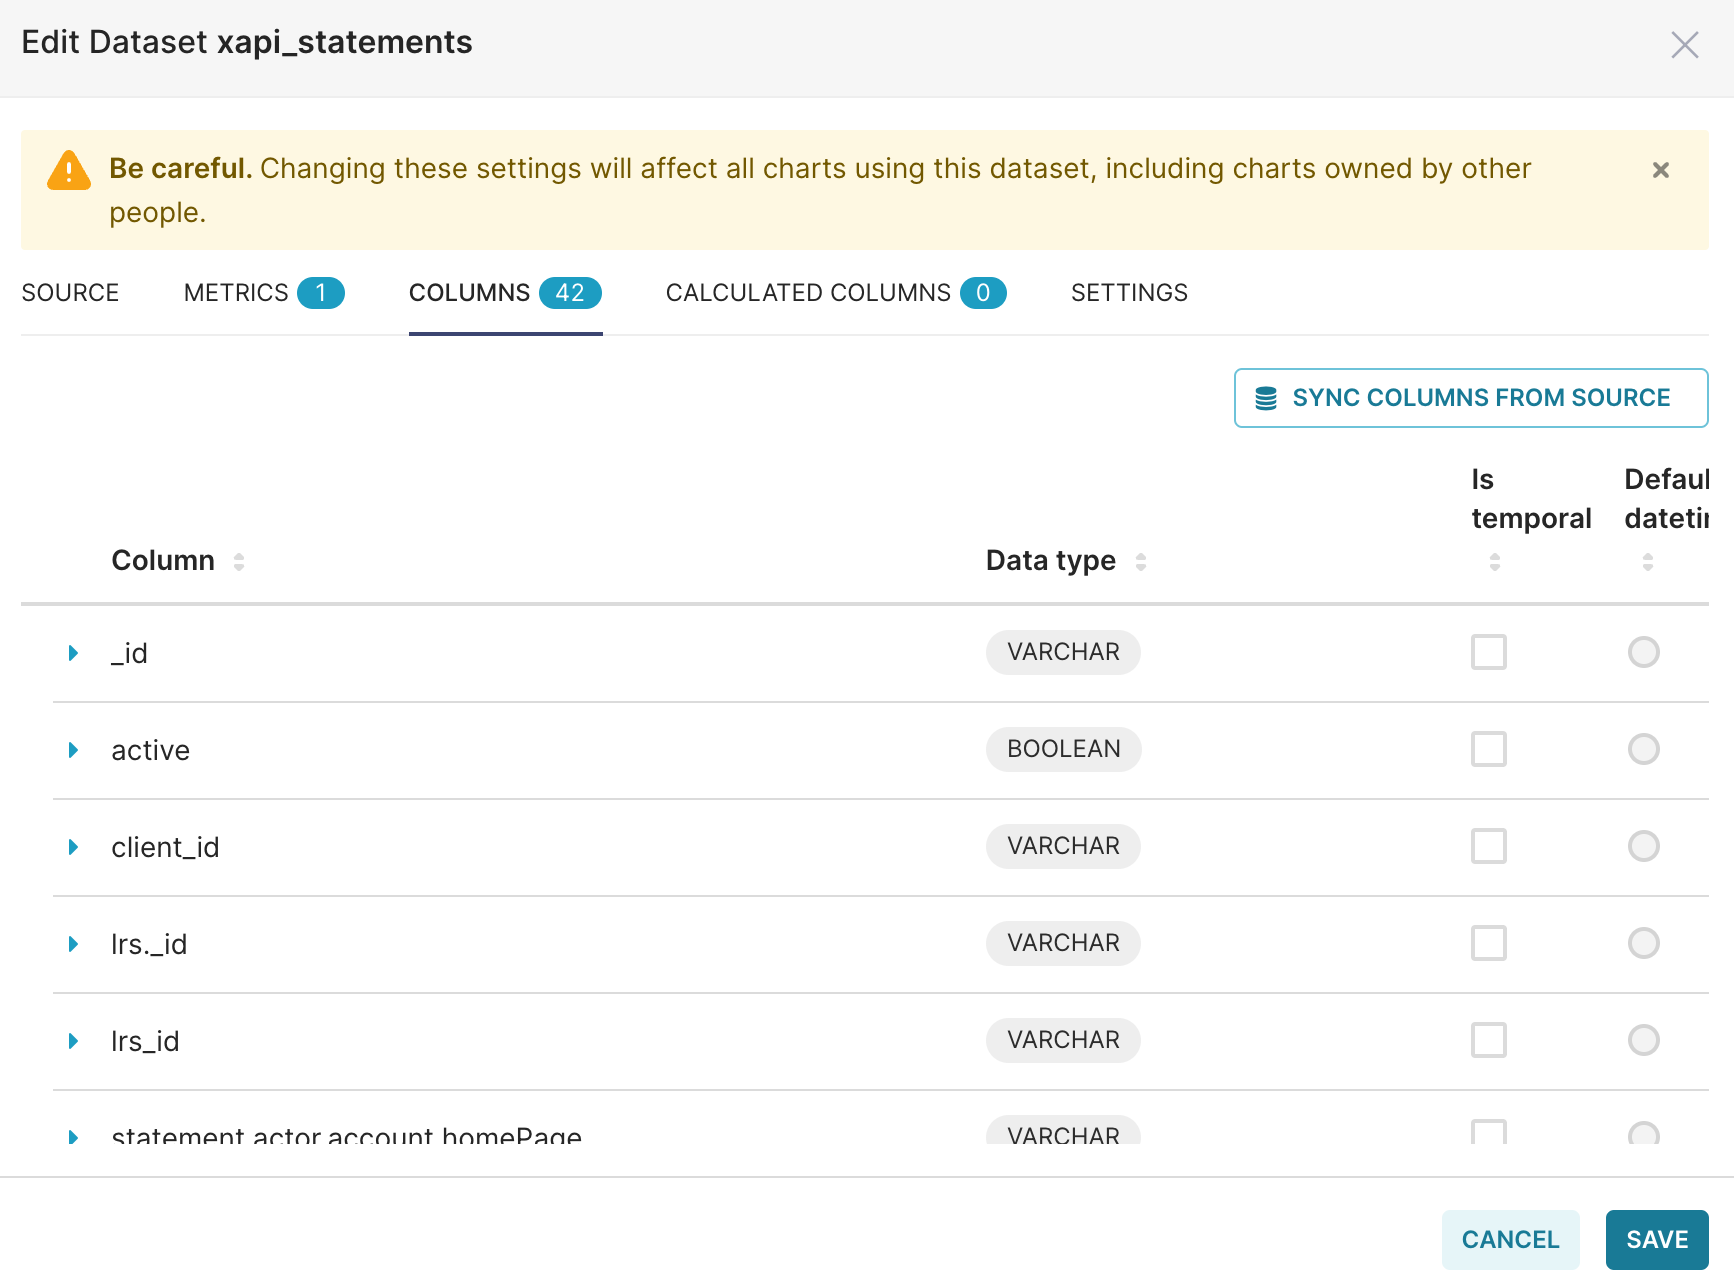 Edit Dataset xapi_statements
Be careful. Changing these settings will affect all charts using this dataset, including charts owned by other
people.
SOURCE METRICS 1 COLUMNS 42 CALCULATED COLUMNS 0 SETTINGS
SYNC COLUMNS FROM SOURCE
Is
temporal
Column Data type
_id VARCHAR
active BOOLEAN
client_id VARCHAR
lrs._id VARCHAR
lrs_id VARCHAR
statement.actor.account.homePage VARCHAR
CANCEL SAVE